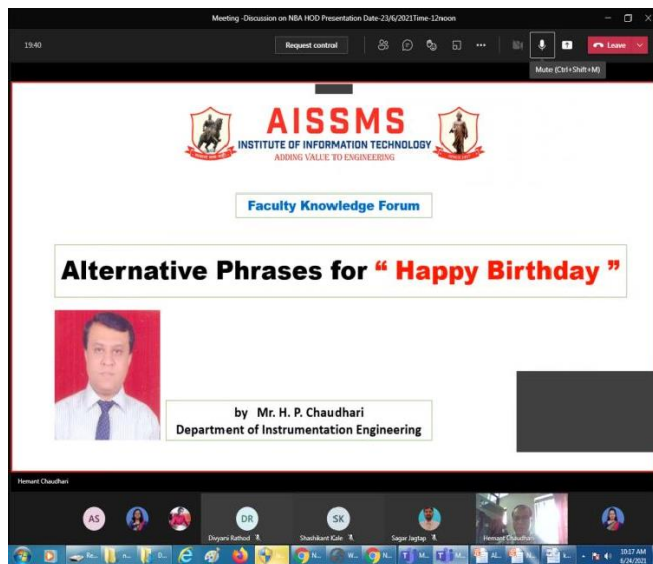 Meeting -Discussion on NBA HOD Presentation Date-23/6/2021Time-12noon
19:40
Request control
Leave
Mute (Ctrl+Shift+M)
AISSMS
INSTITUTE OF INFORMATION TECHNOLOGY
ADDING VALUE TO ENGINEERING
Faculty Knowledge Forum
Alternative Phrases for “ Happy Birthday ”
by Mr. H. P. Chaudhari
Department of Instrumentation Engineering
Hemant Chaudhari
AS
DR
SK
Divyani Rathod
Shashikant Kale
Sagar Jagtap
Hemant Chaudhari
Re...
n...
D...
N...
W...
N...
M...
M...
AL...
N...
k...
10:17 AM
6/24/2021